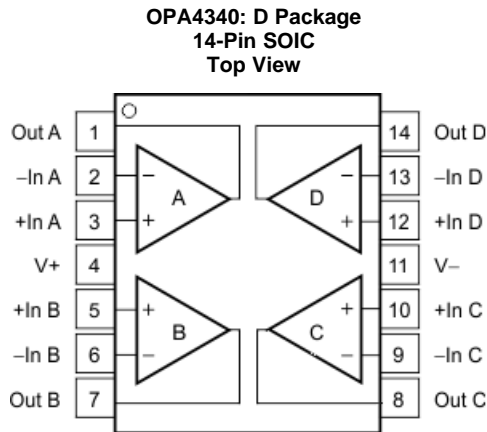 OPA4340: D Package
14-Pin SOIC
Top View
Out A 1 14 Out D
–In A 2 – – 13 –In D
A D
+In A 3 + + 12 +In D
V+ 4 11 V–
+In B 5 + + 10 +In C
B C
–In B 6 – – 9 –In C
Out B 7 8 Out C